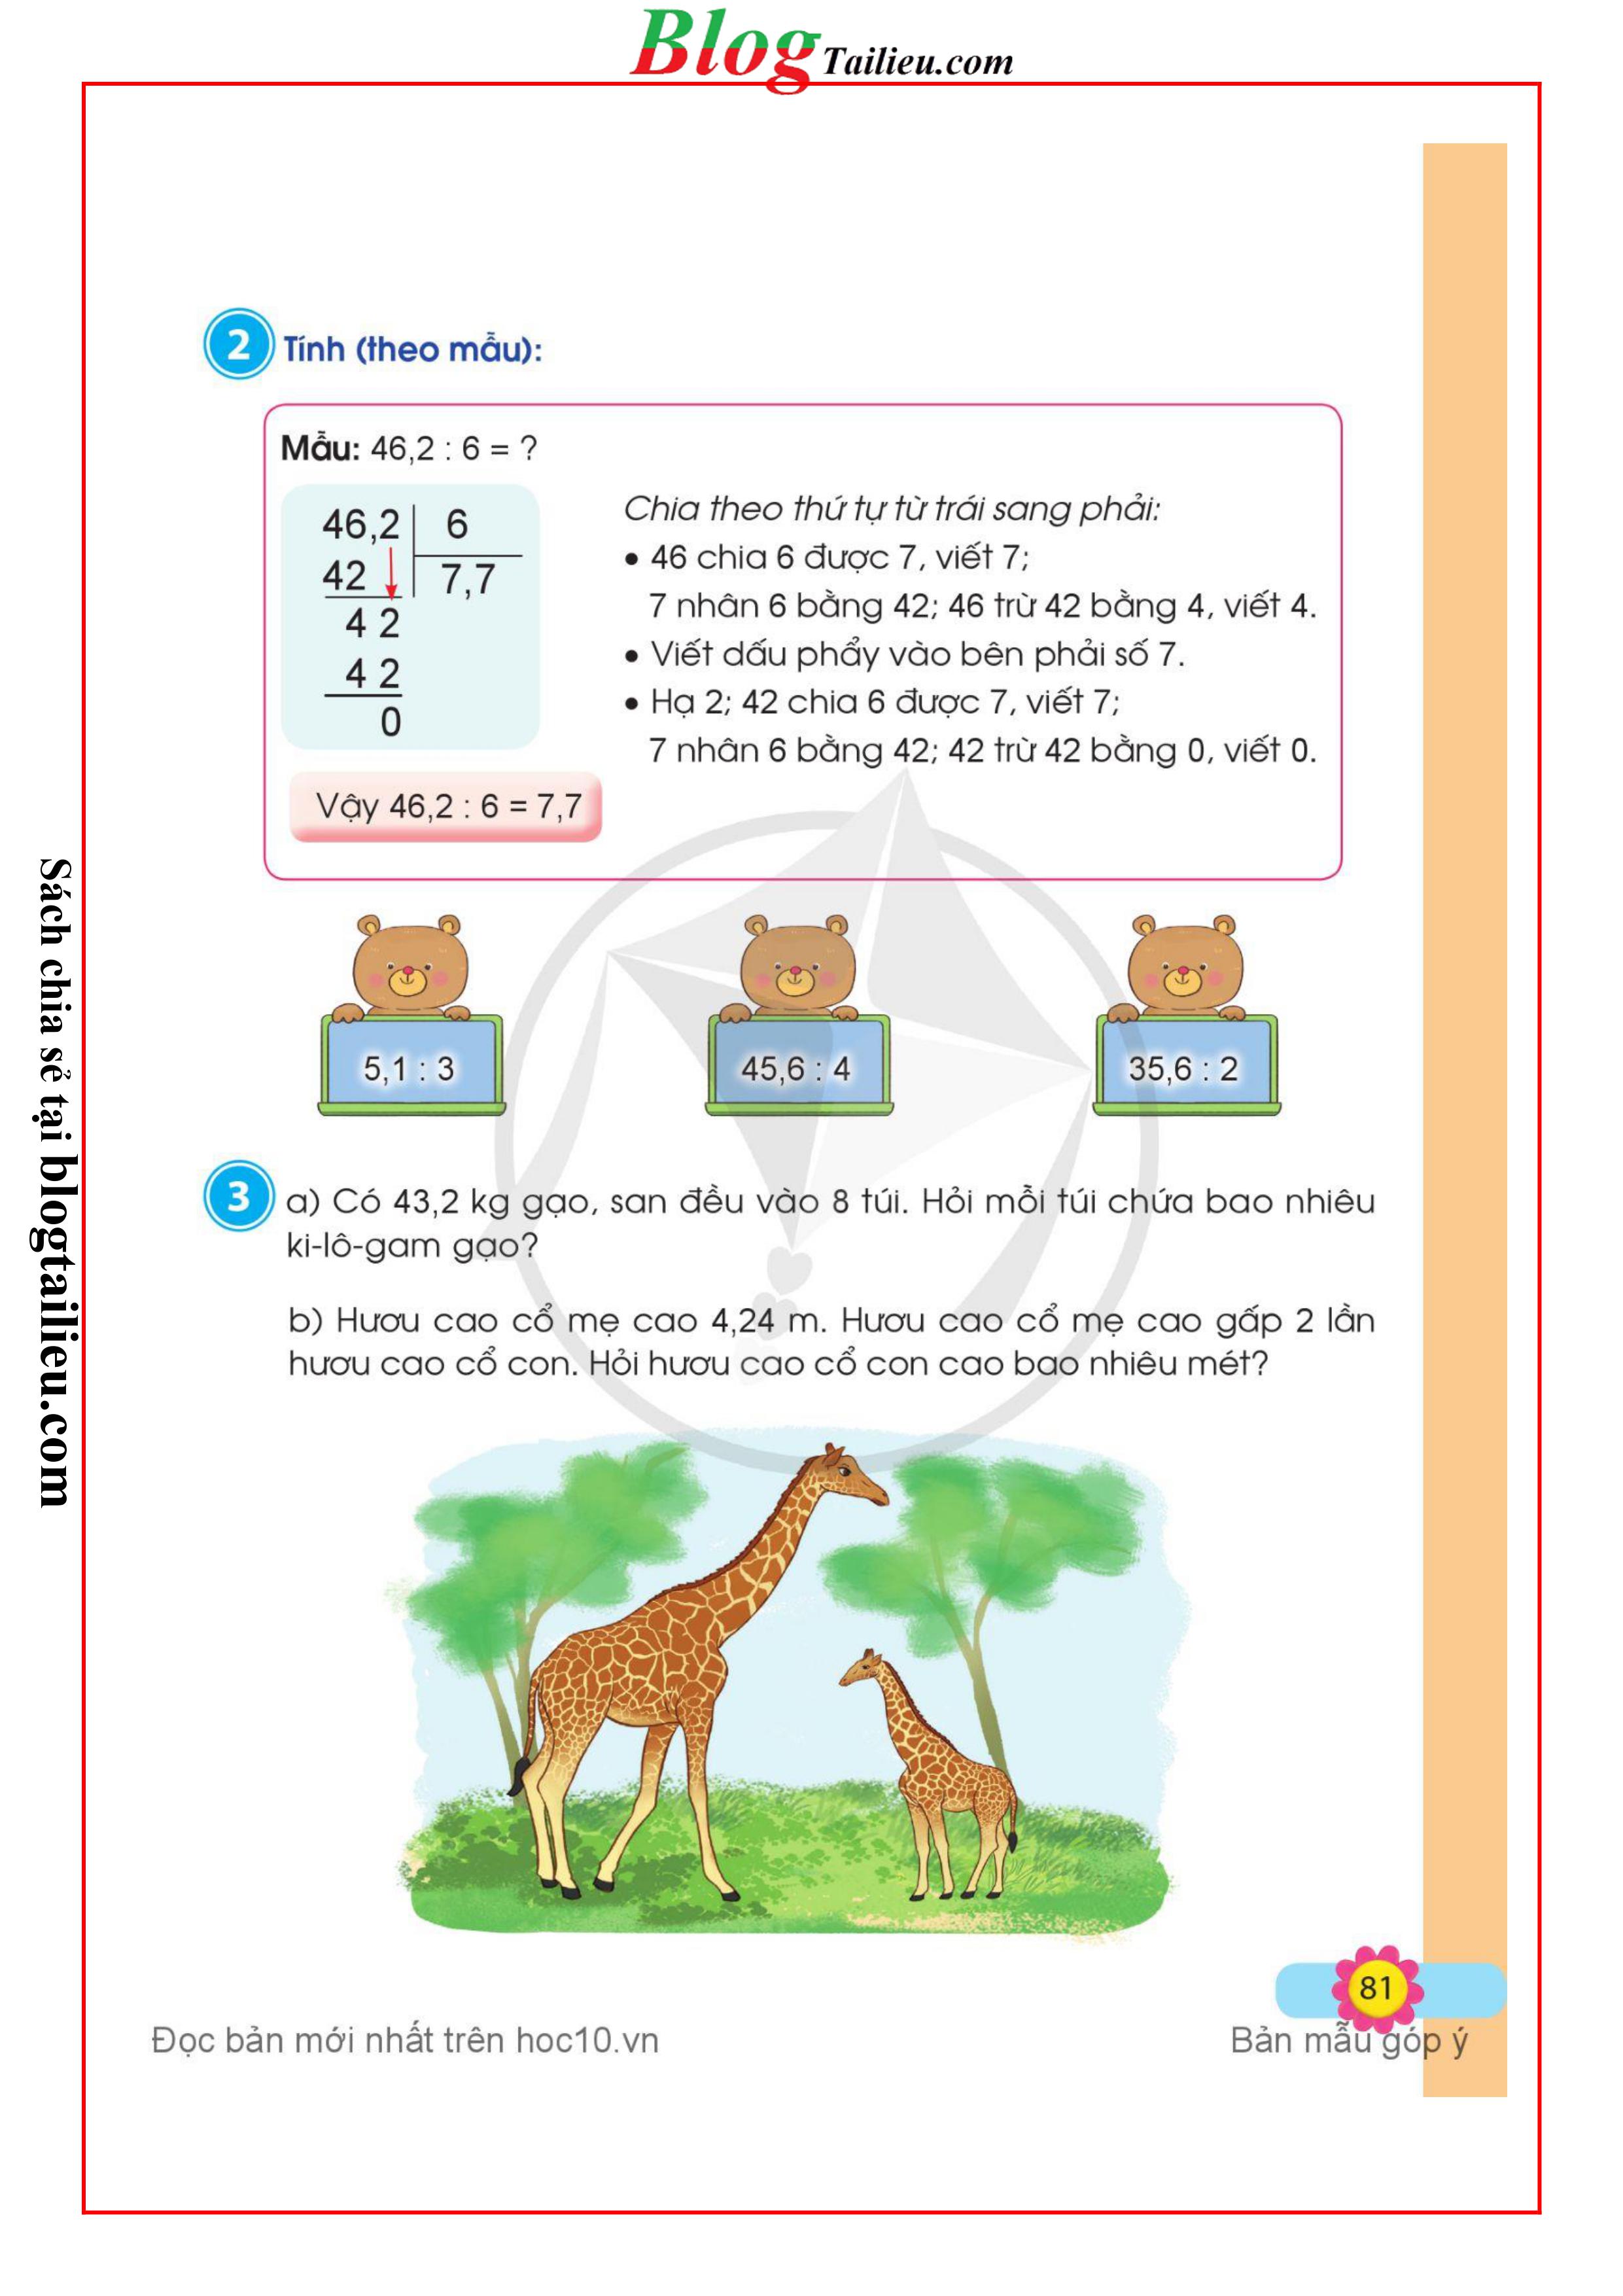 Blog Tailieu.com
2 Tính (theo mẫu):
Mẫu: 46,2 : 6 = ?
46,2 6
42 7,7
4 2
4 2
0
Chia theo thứ tự từ trái sang phải:
• 46 chia 6 được 7, viết 7;
7 nhân 6 bằng 42; 46 trừ 42 bằng 4, viết 4.
• Viết dấu phẩy vào bên phải số 7.
• Hạ 2; 42 chia 6 được 7, viết 7;
7 nhân 6 bằng 42; 42 trừ 42 bằng 0, viết 0.
Vậy 46,2 : 6 = 7,7
5,1 : 3
45,6 : 4
35,6 : 2
3 a) Có 43,2 kg gạo, san đều vào 8 túi. Hỏi mỗi túi chứa bao nhiêu
ki-lô-gam gạo?
b) Hươu cao cổ mẹ cao 4,24 m. Hươu cao cổ mẹ cao gấp 2 lần
hươu cao cổ con. Hỏi hươu cao cổ con cao bao nhiêu mét?
81
Đọc bản mới nhất trên hoc10.vn
Bản mẫu góp ý
Sách chia sẻ tại blogtailieu.com